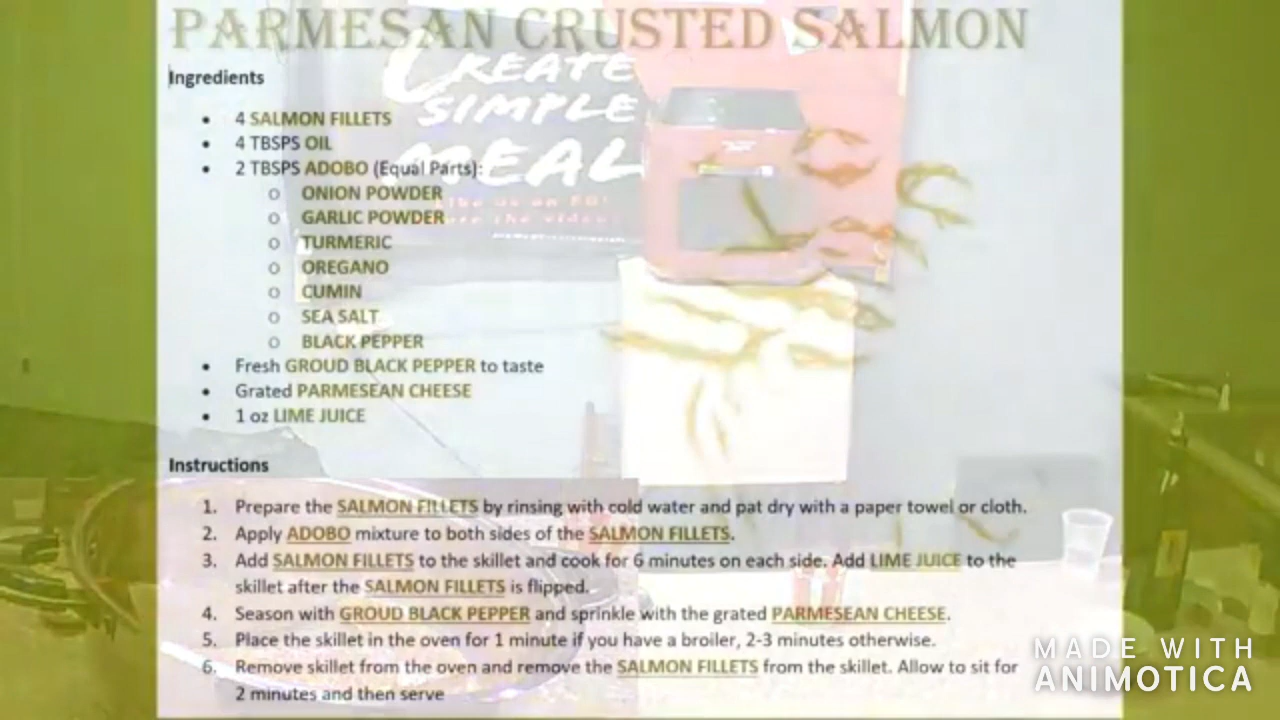 PARMESAN CRUSTED SALMON
CREATE
SIMPLE
MEAL
Ingredients
• 4 SALMON FILLETS
• 4 TBSPS OIL
• 2 TBSPS ADOBO (Equal Parts):
o ONION POWDER
o GARLIC POWDER
o TURMERIC
o OREGANO
o CUMIN
o SEA SALT
o BLACK PEPPER
• Fresh GROUD BLACK PEPPER to taste
• Grated PARMESEAN CHEESE
• 1 oz LIME JUICE
Instructions
1. Prepare the SALMON FILLETS by rinsing with cold water and pat dry with a paper towel or cloth.
2. Apply ADOBO mixture to both sides of the SALMON FILLETS.
3. Add SALMON FILLETS to the skillet and cook for 6 minutes on each side. Add LIME JUICE to the
skillet after the SALMON FILLETS is flipped.
4. Season with GROUD BLACK PEPPER and sprinkle with the grated PARMESEAN CHEESE.
5. Place the skillet in the oven for 1 minute if you have a broiler, 2-3 minutes otherwise.
6. Remove skillet from the oven and remove the SALMON FILLETS from the skillet. Allow to sit for
2 minutes and then serve
MADE WITH
ANIMOTICA